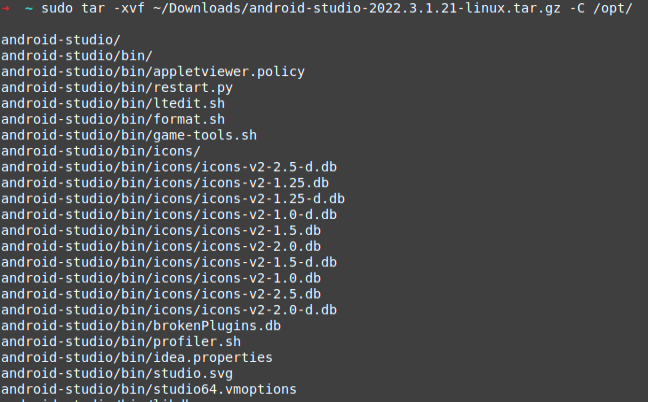 ➜ ~ sudo tar -xvf ~/Downloads/android-studio-2022.3.1.21-linux.tar.gz -C /opt/
android-studio/
android-studio/bin/
android-studio/bin/appletviewer.policy
android-studio/bin/restart.py
android-studio/bin/ltedit.sh
android-studio/bin/format.sh
android-studio/bin/game-tools.sh
android-studio/bin/icons/
android-studio/bin/icons/icons-v2-2.5-d.db
android-studio/bin/icons/icons-v2-1.25.db
android-studio/bin/icons/icons-v2-1.25-d.db
android-studio/bin/icons/icons-v2-1.0-d.db
android-studio/bin/icons/icons-v2-1.5.db
android-studio/bin/icons/icons-v2-2.0.db
android-studio/bin/icons/icons-v2-1.5-d.db
android-studio/bin/icons/icons-v2-1.0.db
android-studio/bin/icons/icons-v2-2.5.db
android-studio/bin/icons/icons-v2-2.0-d.db
android-studio/bin/brokenPlugins.db
android-studio/bin/profiler.sh
android-studio/bin/idea.properties
android-studio/bin/studio.svg
android-studio/bin/studio64.vmoptions